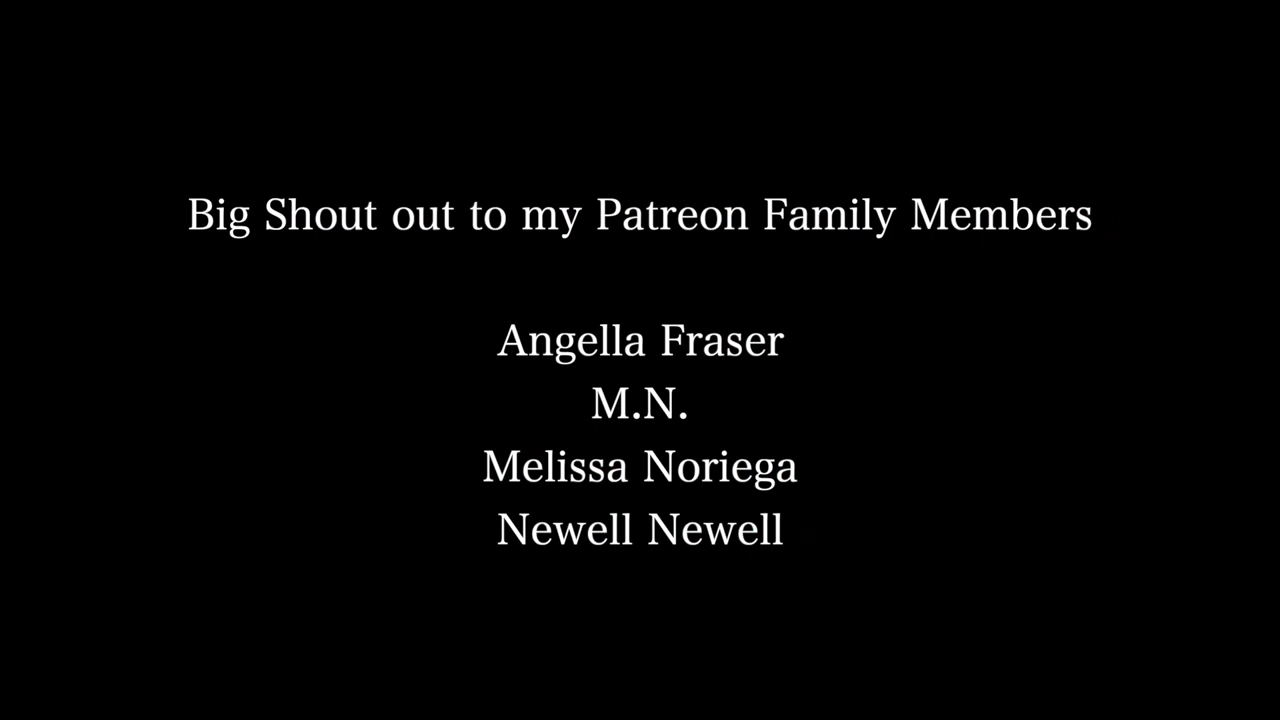 Big Shout out to my Patreon Family Members
Angella Fraser
M.N.
Melissa Noriega
Newell Newell